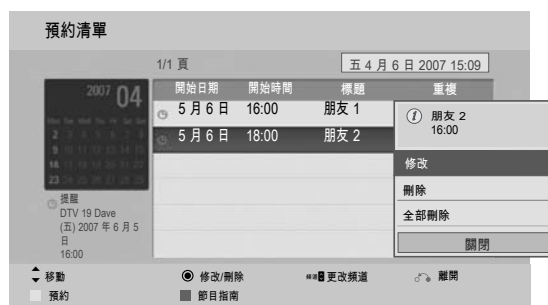 預約清單
1/1 頁
五 4 月 6 日 2007 15:09
2007 04
開始日期 開始時間 標題 重複
5 月 6 日 16:00 朋友 1
5 月 6 日 18:00 朋友 2
提醒
DTV 19 Dave
(五) 2007 年 6 月 5
日
16:00
朋友 2
16:00
修改
刪除
全部刪除
關閉
移動 修改/刪除 更改頻道 離開
預約 節目指南